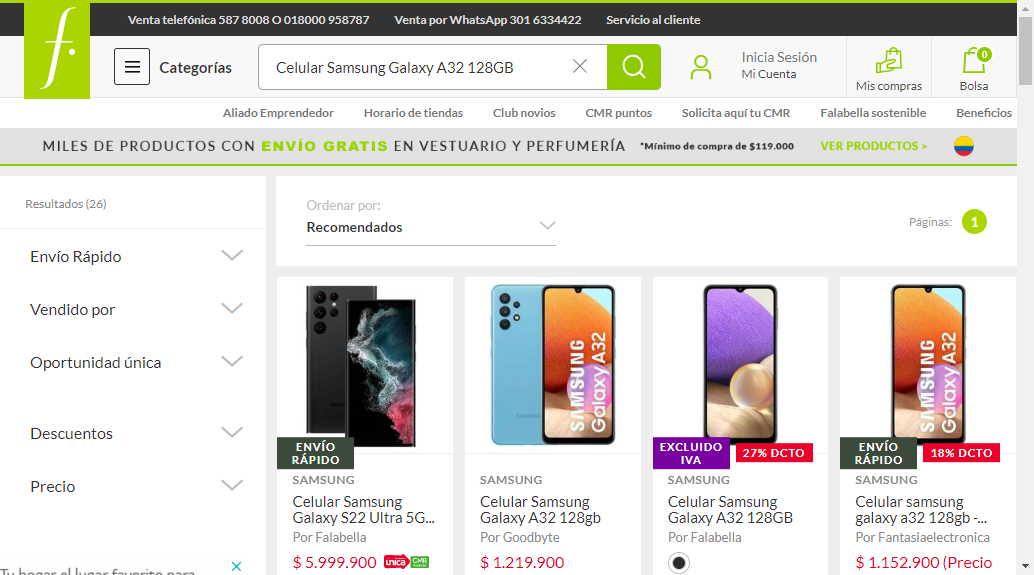 Venta telefónica 587 8008 O 018000 958787
Venta por WhatsApp 301 6334422
Servicio al cliente
f.
Categorías
Celular Samsung Galaxy A32 128GB
Inicia Sesión
Mi Cuenta
Mis compras
0
Bolsa
Aliado Emprendedor
Horario de tiendas
Club novios
CMR puntos
Solicita aquí tu CMR
Falabella sostenible
Beneficios
MILES DE PRODUCTOS CON ENVÍO GRATIS EN VESTUARIO Y PERFUMERÍA
*Mínimo de compra de $119.000
VER PRODUCTOS >
Resultados (26)
Envío Rápido
Vendido por
Oportunidad única
Descuentos
Precio
Ordenar por:
Recomendados
Páginas:
1
ENVÍO
RÁPIDO
SAMSUNG
Celular Samsung
Galaxy S22 Ultra 5G...
Por Falabella
$ 5.999.900
única
CMR
SAMSUNG
Galaxy A32
SAMSUNG
Celular Samsung
Galaxy A32 128gb
Por Goodbyte
$ 1.219.900
EXCLUIDO
IVA
27% DCTO
SAMSUNG
Celular Samsung
Galaxy A32 128GB
Por Falabella
SAMSUNG
Galaxy A32
ENVÍO
RÁPIDO
18% DCTO
SAMSUNG
Celular samsung
galaxy a32 128gb -...
Por Fantasiaelectronica
$ 1.152.900 (Precio
Tu hogar el lugar favorito para